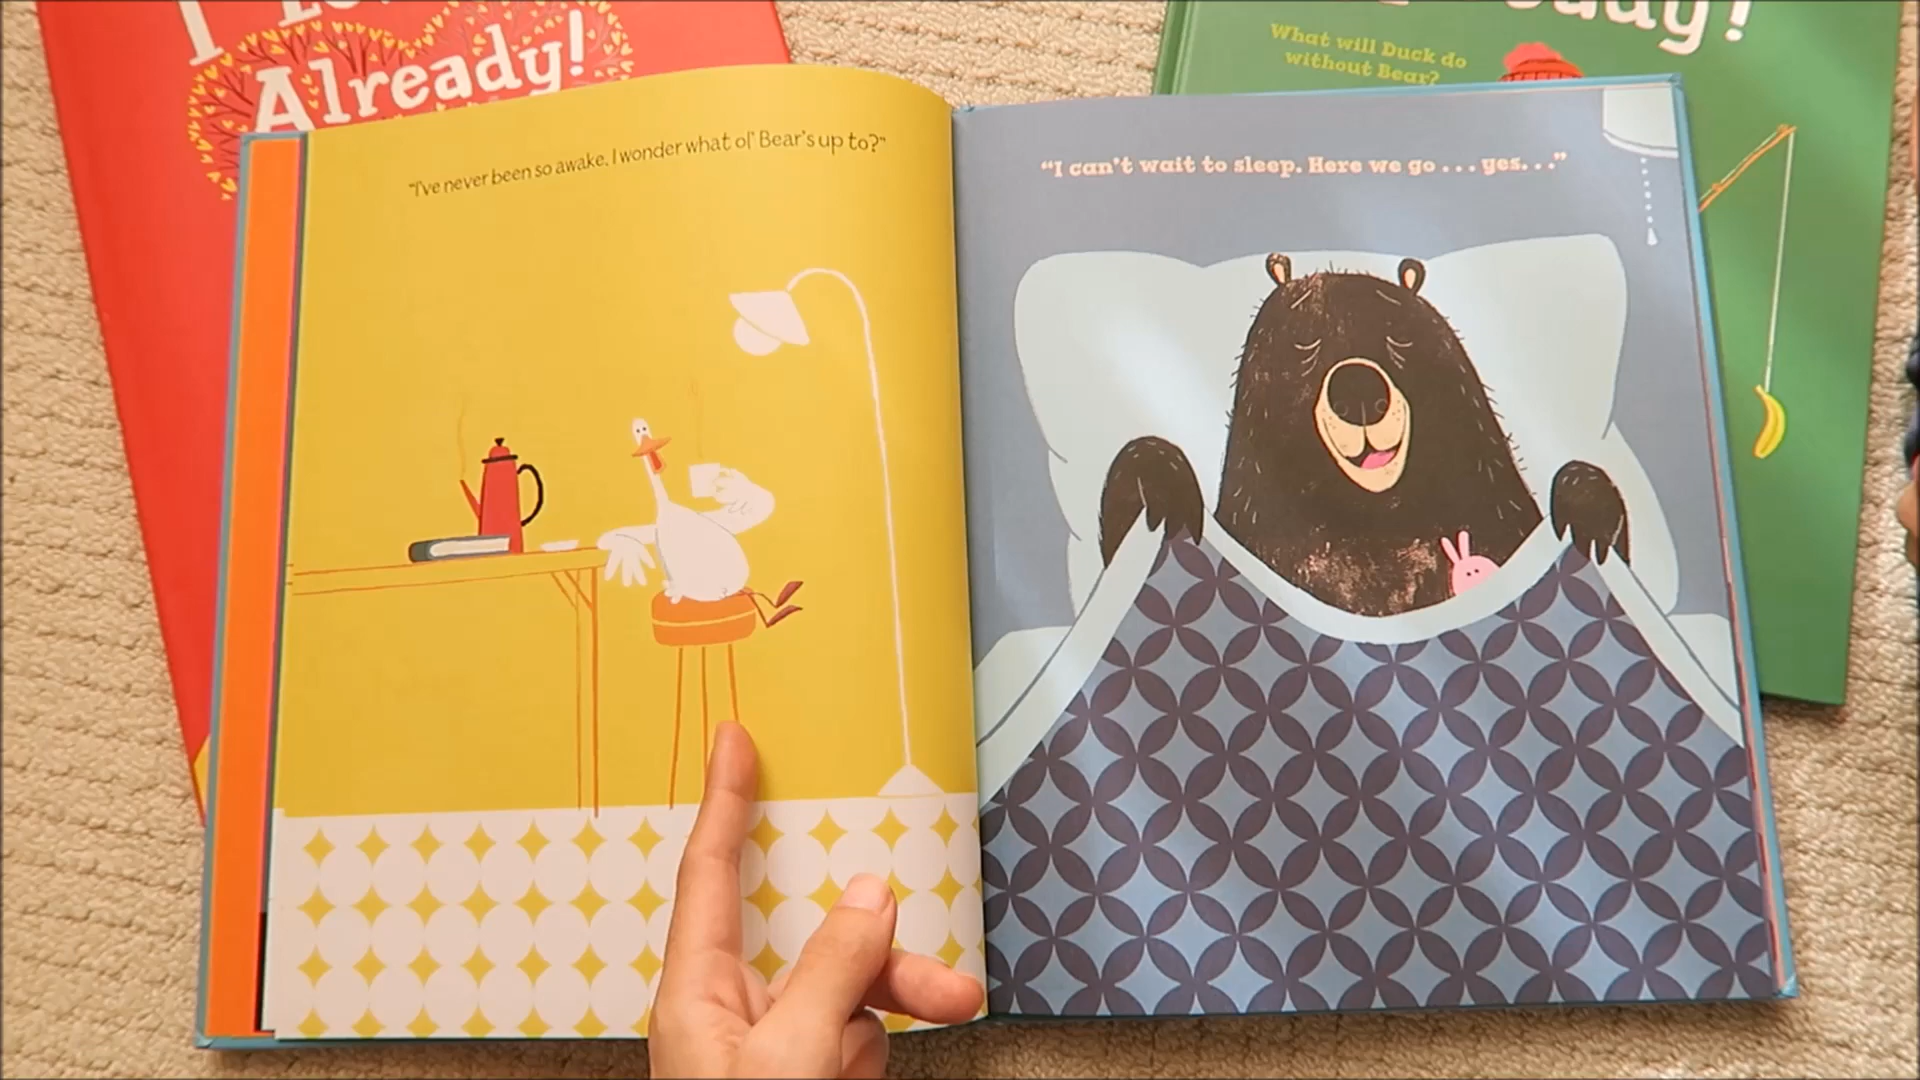 Already!
What will Duck do
without Bear?
"I've never been so awake. I wonder what ol' Bear's up to?"
"I can't wait to sleep. Here we go . . . yes. . ."